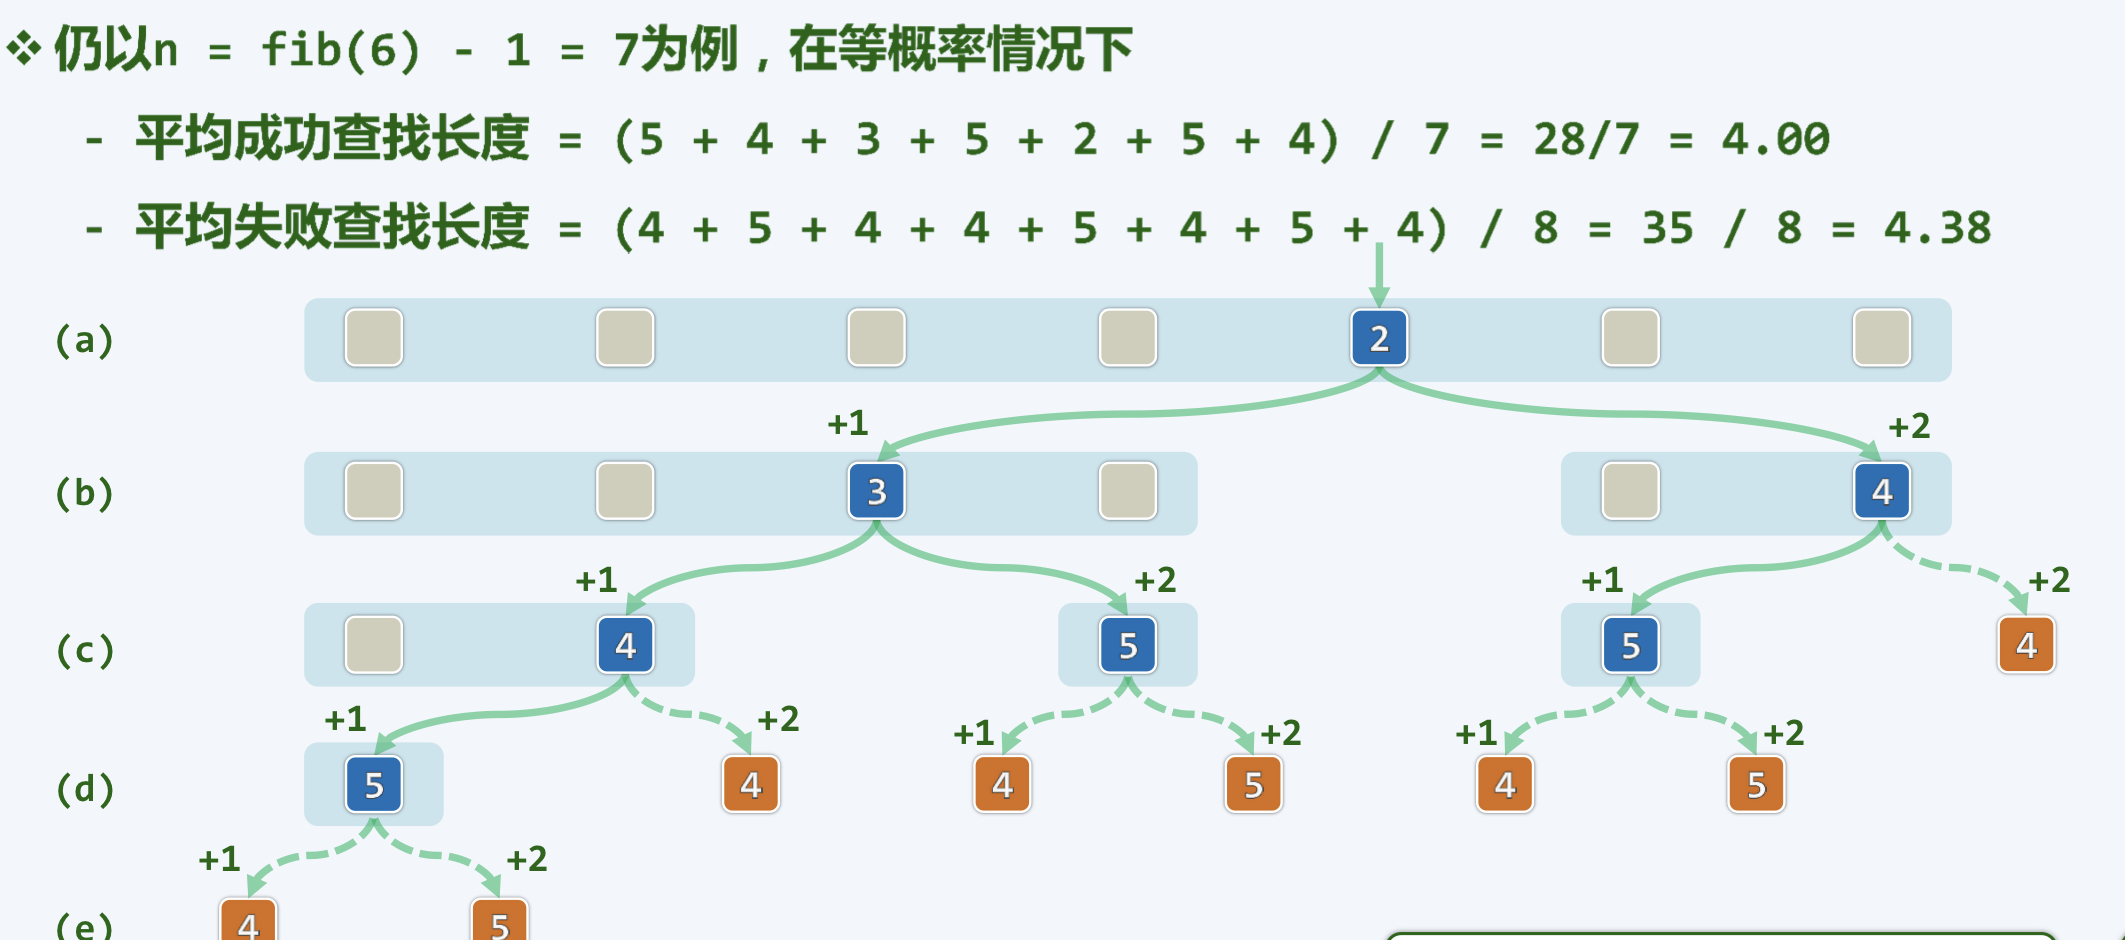 ❖ 仍以n = fib(6) - 1 = 7为例，在等概率情况下
- 平均成功查找长度 = (5 + 4 + 3 + 5 + 2 + 5 + 4) / 7 = 28/7 = 4.00
- 平均失败查找长度 = (4 + 5 + 4 + 4 + 5 + 4 + 5 + 4) / 8 = 35 / 8 = 4.38
(a) 2
+1 +2
(b) 3 4
+1 +2 +1 +2
(c) 4 5 5 4
+1 +2 +1 +2 +1 +2
(d) 5 4 4 5 4 5
+1 +2
(e) 4 5